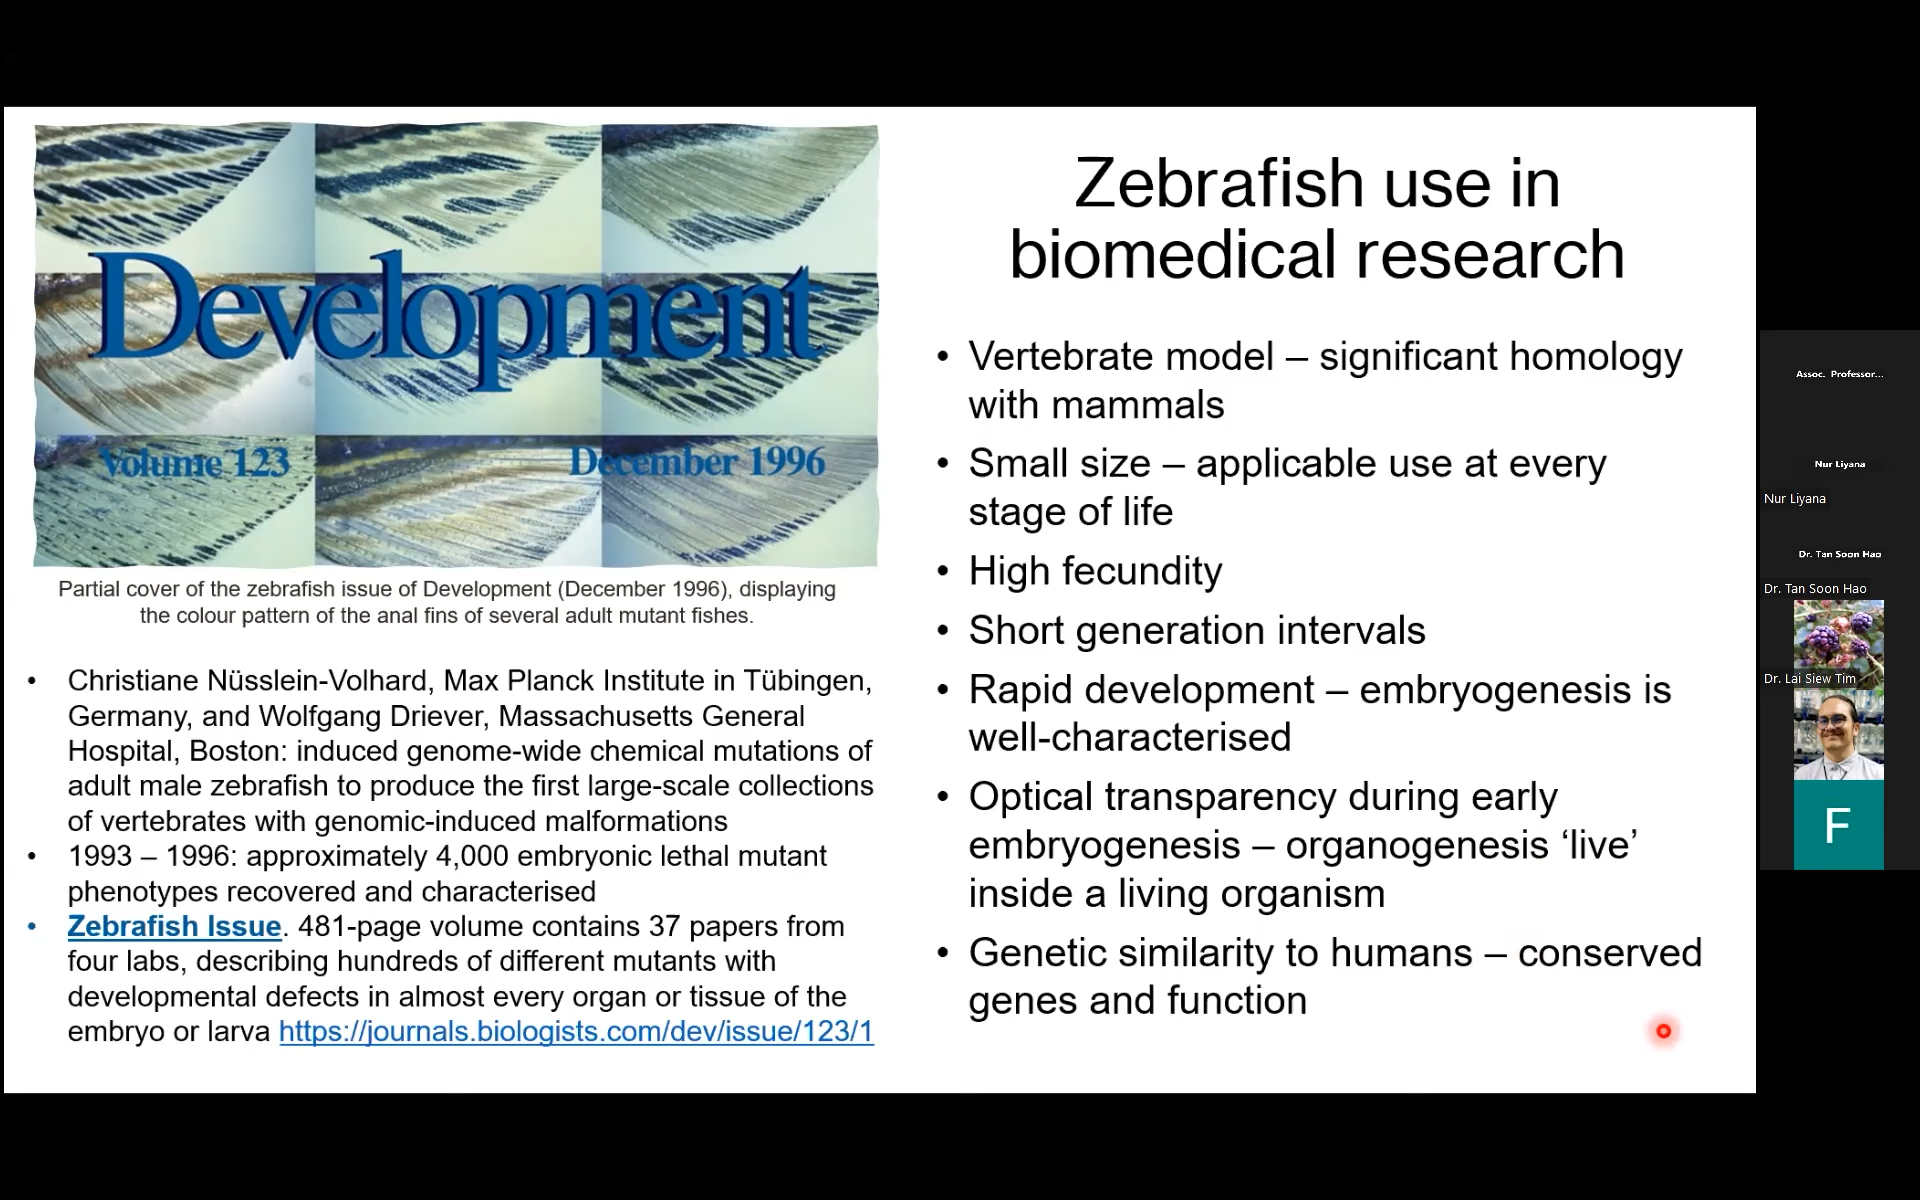 Development
Volume 123
December 1996
Partial cover of the zebrafish issue of Development (December 1996), displaying
the colour pattern of the anal fins of several adult mutant fishes.
• Christiane Nüsslein-Volhard, Max Planck Institute in Tübingen,
Germany, and Wolfgang Driever, Massachusetts General
Hospital, Boston: induced genome-wide chemical mutations of
adult male zebrafish to produce the first large-scale collections
of vertebrates with genomic-induced malformations
• 1993 – 1996: approximately 4,000 embryonic lethal mutant
phenotypes recovered and characterised
• Zebrafish Issue. 481-page volume contains 37 papers from
four labs, describing hundreds of different mutants with
developmental defects in almost every organ or tissue of the
embryo or larva https://journals.biologists.com/dev/issue/123/1
Zebrafish use in
biomedical research
• Vertebrate model – significant homology
with mammals
• Small size – applicable use at every
stage of life
• High fecundity
• Short generation intervals
• Rapid development – embryogenesis is
well-characterised
• Optical transparency during early
embryogenesis – organogenesis ‘live’
inside a living organism
• Genetic similarity to humans – conserved
genes and function
Assoc. Professor...
Nur Liyana
Nur Liyana
Dr. Tan Soon Hao
Dr. Tan Soon Hao
Dr. Lai Siew Tim
F